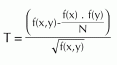 T = (f(x,y) - f(x) . f(y) / N) / √f(x,y)